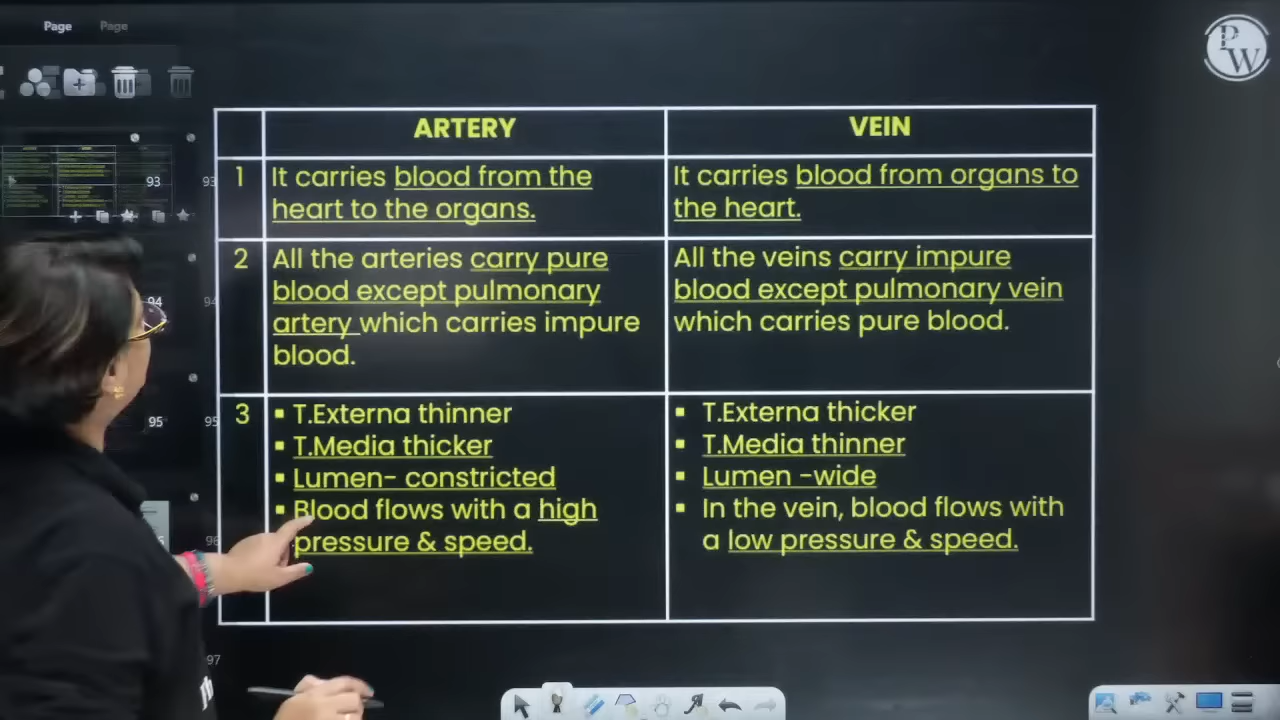 Page Page
PW
ARTERY VEIN
1 It carries blood from the
heart to the organs.
It carries blood from organs to
the heart.
2 All the arteries carry pure
blood except pulmonary
artery which carries impure
blood.
All the veins carry impure
blood except pulmonary vein
which carries pure blood.
3 ▪ T.Externa thinner
▪ T.Media thicker
▪ Lumen- constricted
▪ Blood flows with a high
pressure & speed.
▪ T.Externa thicker
▪ T.Media thinner
▪ Lumen -wide
▪ In the vein, blood flows with
a low pressure & speed.
93 93
94 94
95 95
96
97